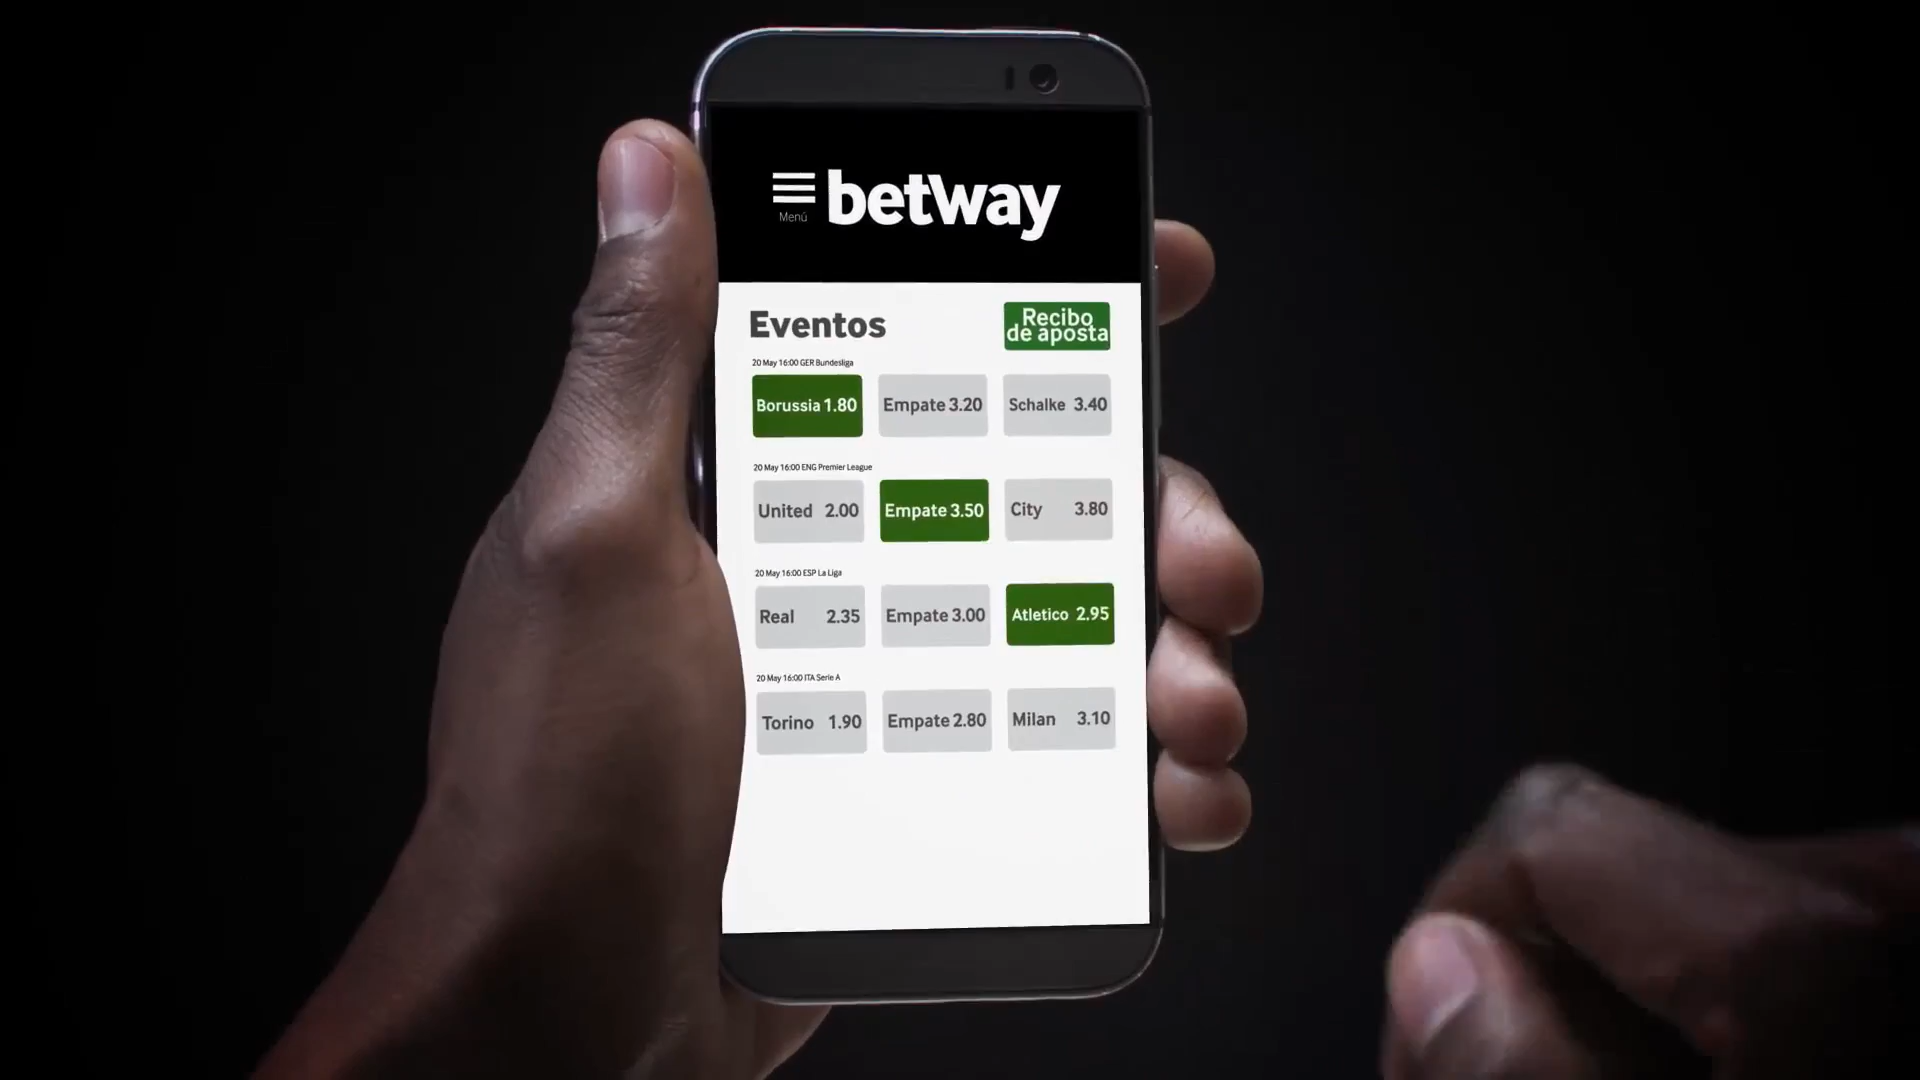 Menú
betway
Eventos
Recibo
de aposta
20 May 16:00 GER Bundesliga
Borussia 1.80
Empate 3.20
Schalke 3.40
20 May 16:00 ENG Premier League
United 2.00
Empate 3.50
City 3.80
20 May 16:00 ESP La Liga
Real 2.35
Empate 3.00
Atletico 2.95
20 May 16:00 ITA Serie A
Torino 1.90
Empate 2.80
Milan 3.10